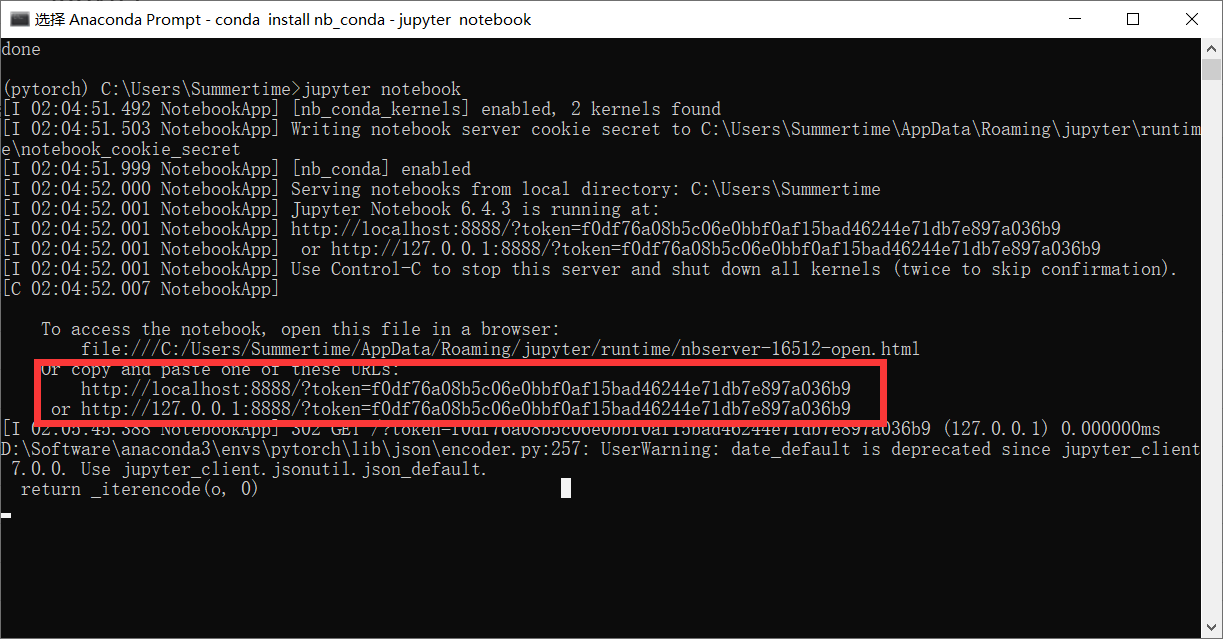 选择 Anaconda Prompt - conda  install nb_conda - jupyter  notebook
done
(pytorch) C:\Users\Summertime>jupyter notebook
[I 02:04:51.492 NotebookApp] [nb_conda_kernels] enabled, 2 kernels found
[I 02:04:51.503 NotebookApp] Writing notebook server cookie secret to C:\Users\Summertime\AppData\Roaming\jupyter\runtim
e\notebook_cookie_secret
[I 02:04:51.999 NotebookApp] [nb_conda] enabled
[I 02:04:52.000 NotebookApp] Serving notebooks from local directory: C:\Users\Summertime
[I 02:04:52.001 NotebookApp] Jupyter Notebook 6.4.3 is running at:
[I 02:04:52.001 NotebookApp] http://localhost:8888/?token=f0df76a08b5c06e0bbf0af15bad46244e71db7e897a036b9
[I 02:04:52.001 NotebookApp]  or http://127.0.0.1:8888/?token=f0df76a08b5c06e0bbf0af15bad46244e71db7e897a036b9
[I 02:04:52.001 NotebookApp] Use Control-C to stop this server and shut down all kernels (twice to skip confirmation).
[C 02:04:52.007 NotebookApp]
To access the notebook, open this file in a browser:
file:///C:/Users/Summertime/AppData/Roaming/jupyter/runtime/nbserver-16512-open.html
Or copy and paste one of these URLs:
http://localhost:8888/?token=f0df76a08b5c06e0bbf0af15bad46244e71db7e897a036b9
or http://127.0.0.1:8888/?token=f0df76a08b5c06e0bbf0af15bad46244e71db7e897a036b9
[I 02:05:45.388 NotebookApp] 302 GET /?token=f0df76a08b5c06e0bbf0af15bad46244e71db7e897a036b9 (127.0.0.1) 0.000000ms
D:\Software\anaconda3\envs\pytorch\lib\json\encoder.py:257: UserWarning: date_default is deprecated since jupyter_client
7.0.0. Use jupyter_client.jsonutil.json_default.
return _iterencode(o, 0)